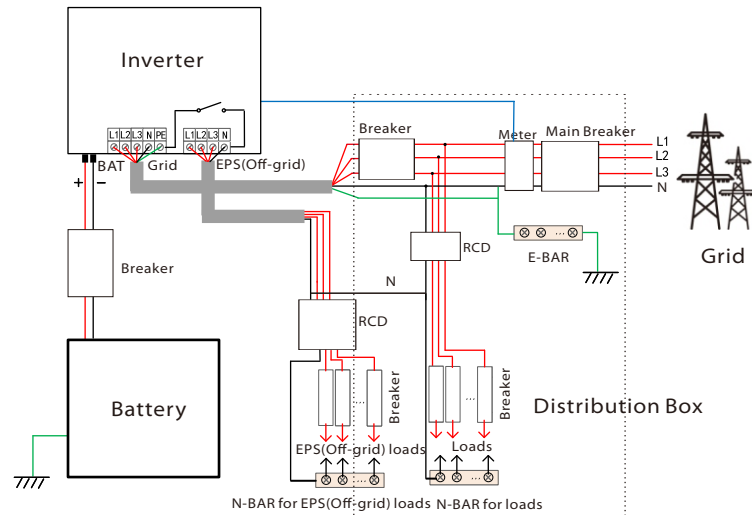 Inverter
L1 L2 L3 N PE
L1 L2 L3 N
BAT
Grid
EPS(Off-grid)
+
−
Breaker
Meter
Main Breaker
L1
L2
L3
N
Grid
E-BAR
...
RCD
Breaker
N
RCD
Battery
...
Breaker
...
Breaker
Distribution Box
EPS(Off-grid) loads
Loads
...
...
N-BAR for EPS(Off-grid) loads
N-BAR for loads